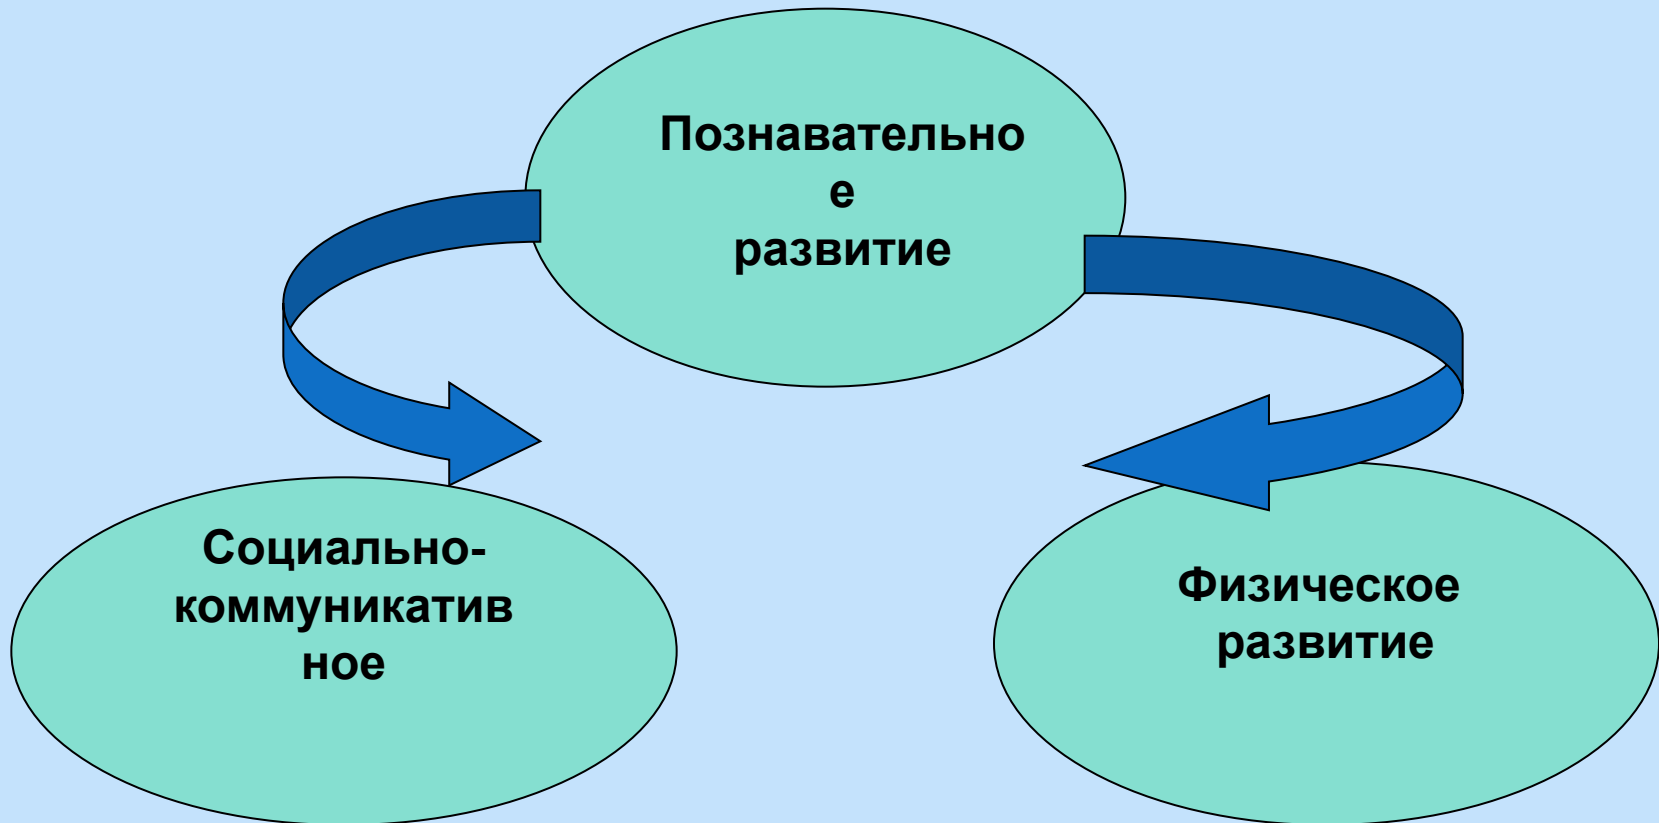 Познавательно
е
развитие
Социально-
коммуникатив
ное
Физическое
развитие